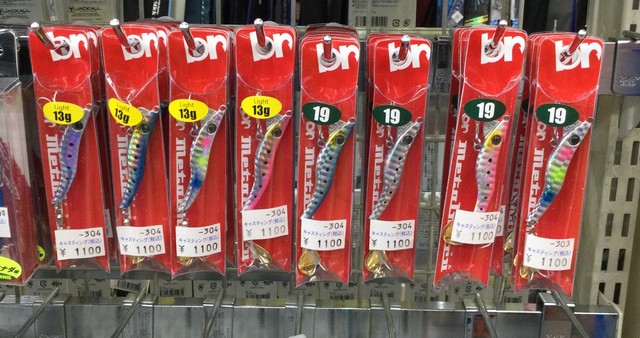 br
br
br
br
br
br
br
br
Light
13g
Light
13g
Light
13g
Light
13g
19
19
19
19
-304
キャスティング(税込)
¥ 1100
-304
キャスティング(税込)
¥ 1100
-304
キャスティング(税込)
¥ 1100
-304
キャスティング(税込)
¥ 1100
-304
キャスティング(税込)
¥ 1100
-304
キャスティング(税込)
¥ 1100
-304
キャスティング(税込)
¥ 1100
-303
キャスティング(税込)
¥ 1100